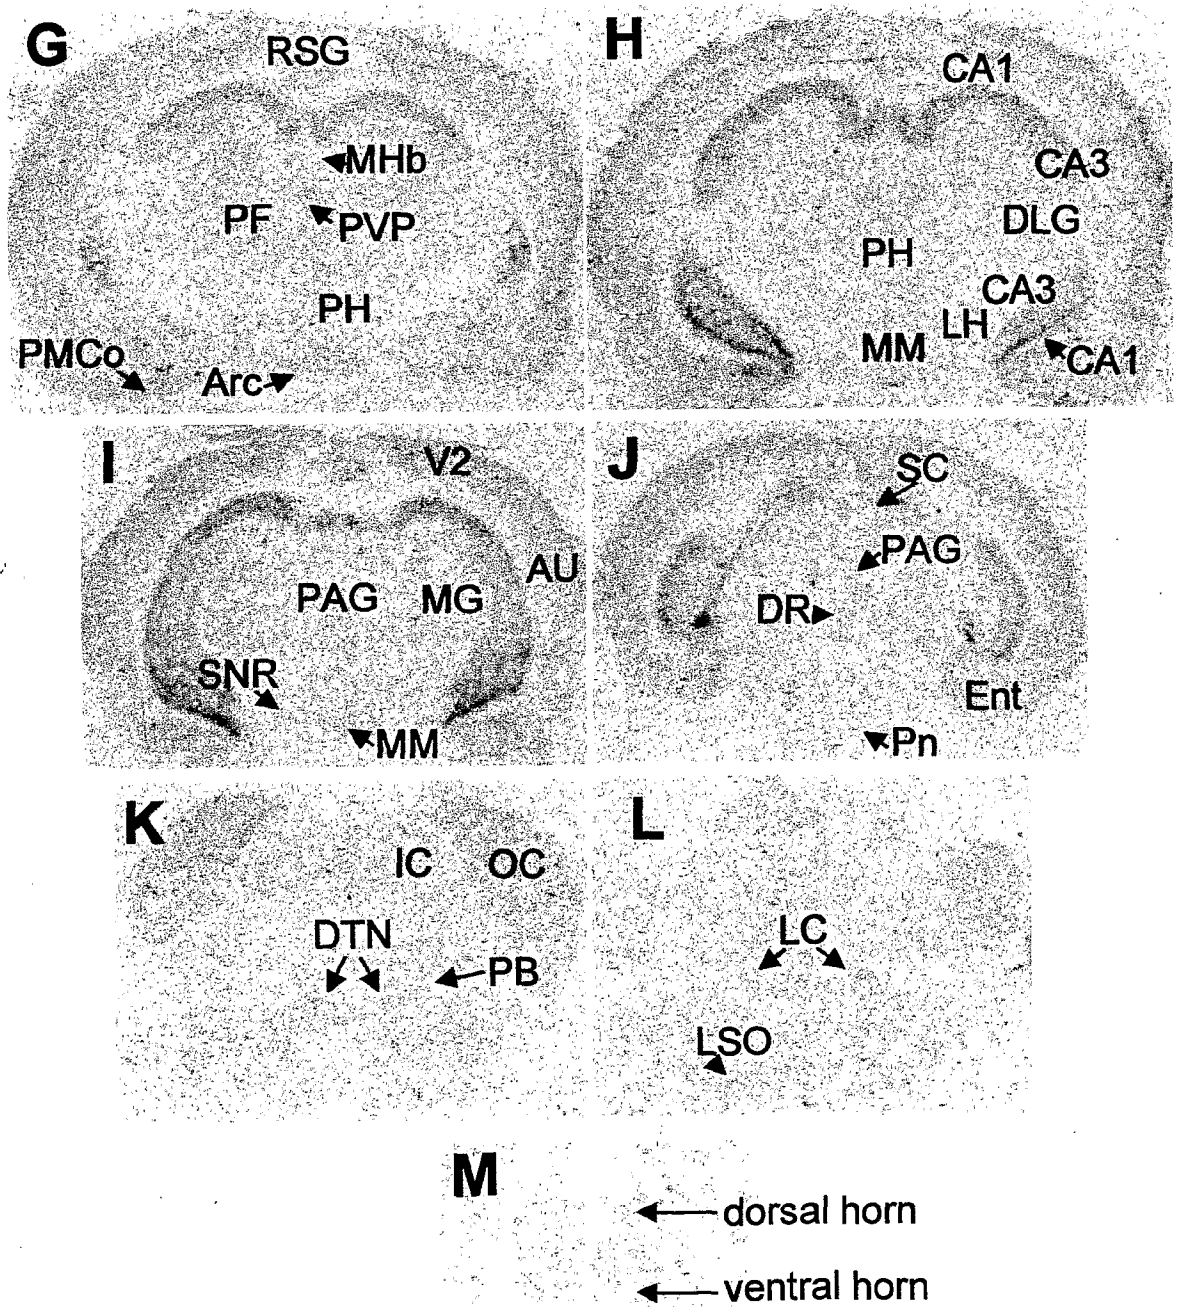 G
RSG
MHb
PF
PVP
PH
PMCo
Arc
H
CA1
CA3
DLG
PH
CA3
LH
MM
CA1
I
V2
AU
PAG
MG
SNR
MM
J
SC
PAG
DR
Ent
Pn
K
IC
OC
DTN
PB
L
LC
LSO
M
dorsal horn
ventral horn